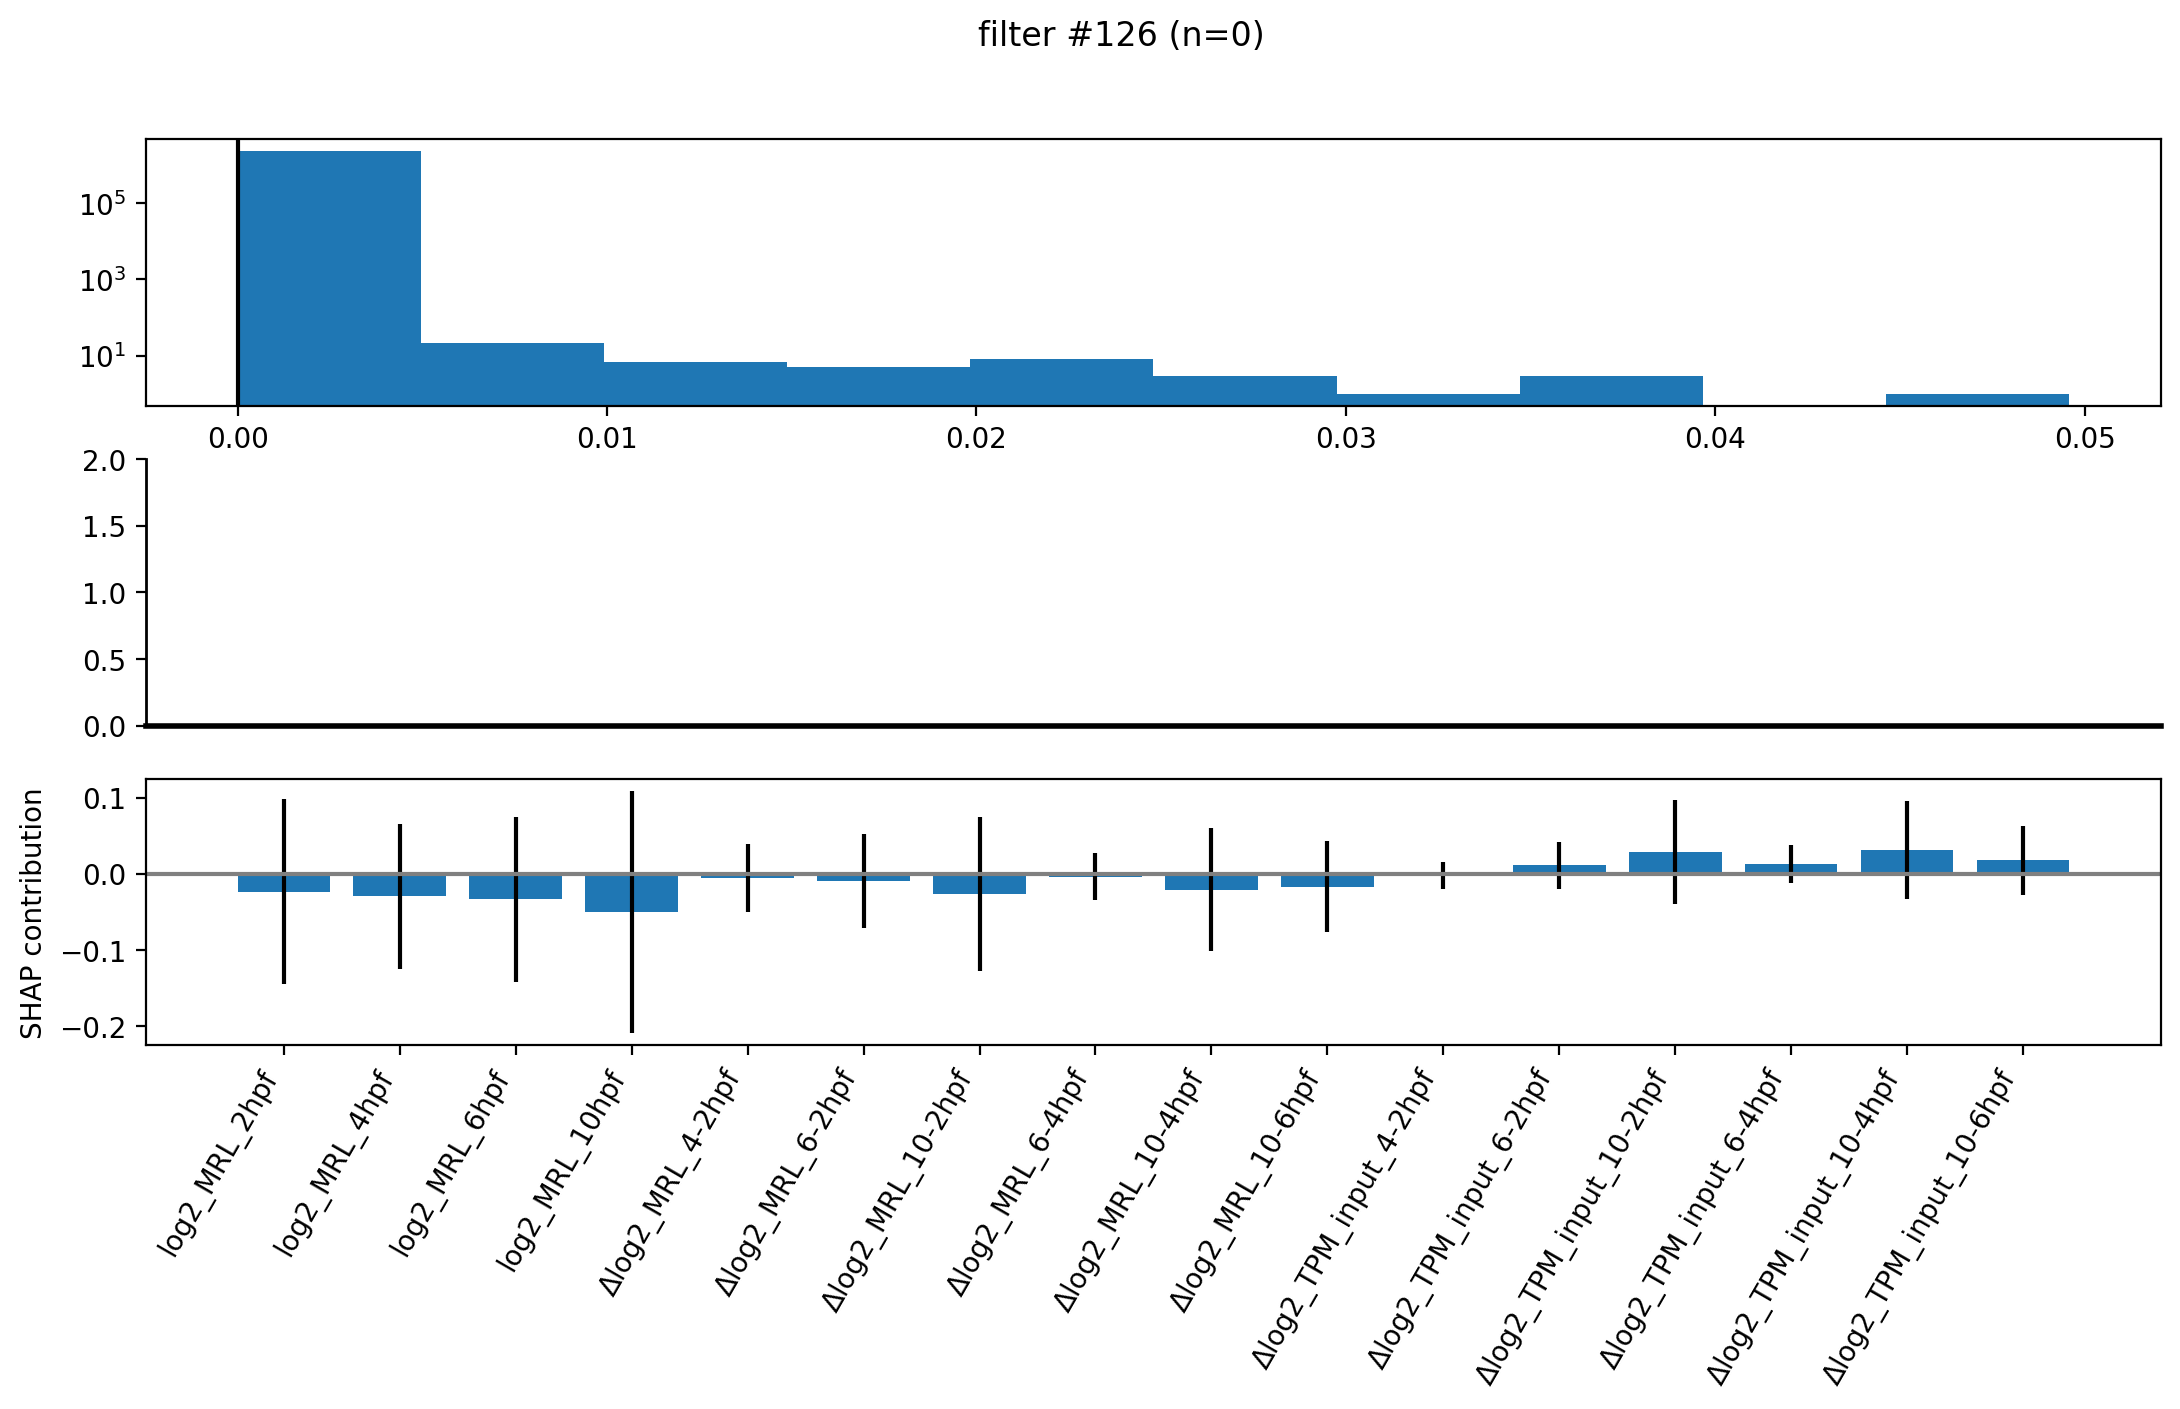 filter #126 (n=0)
10^5
10^3
10^1
0.00 0.01 0.02 0.03 0.04 0.05
2.0
1.5
1.0
0.5
0.0
SHAP contribution
0.1
0.0
−0.1
−0.2
log2_MRL_2hpf
log2_MRL_4hpf
log2_MRL_6hpf
log2_MRL_10hpf
Δlog2_MRL_4-2hpf
Δlog2_MRL_6-2hpf
Δlog2_MRL_10-2hpf
Δlog2_MRL_6-4hpf
Δlog2_MRL_10-4hpf
Δlog2_MRL_10-6hpf
Δlog2_TPM_input_4-2hpf
Δlog2_TPM_input_6-2hpf
Δlog2_TPM_input_10-2hpf
Δlog2_TPM_input_6-4hpf
Δlog2_TPM_input_10-4hpf
Δlog2_TPM_input_10-6hpf